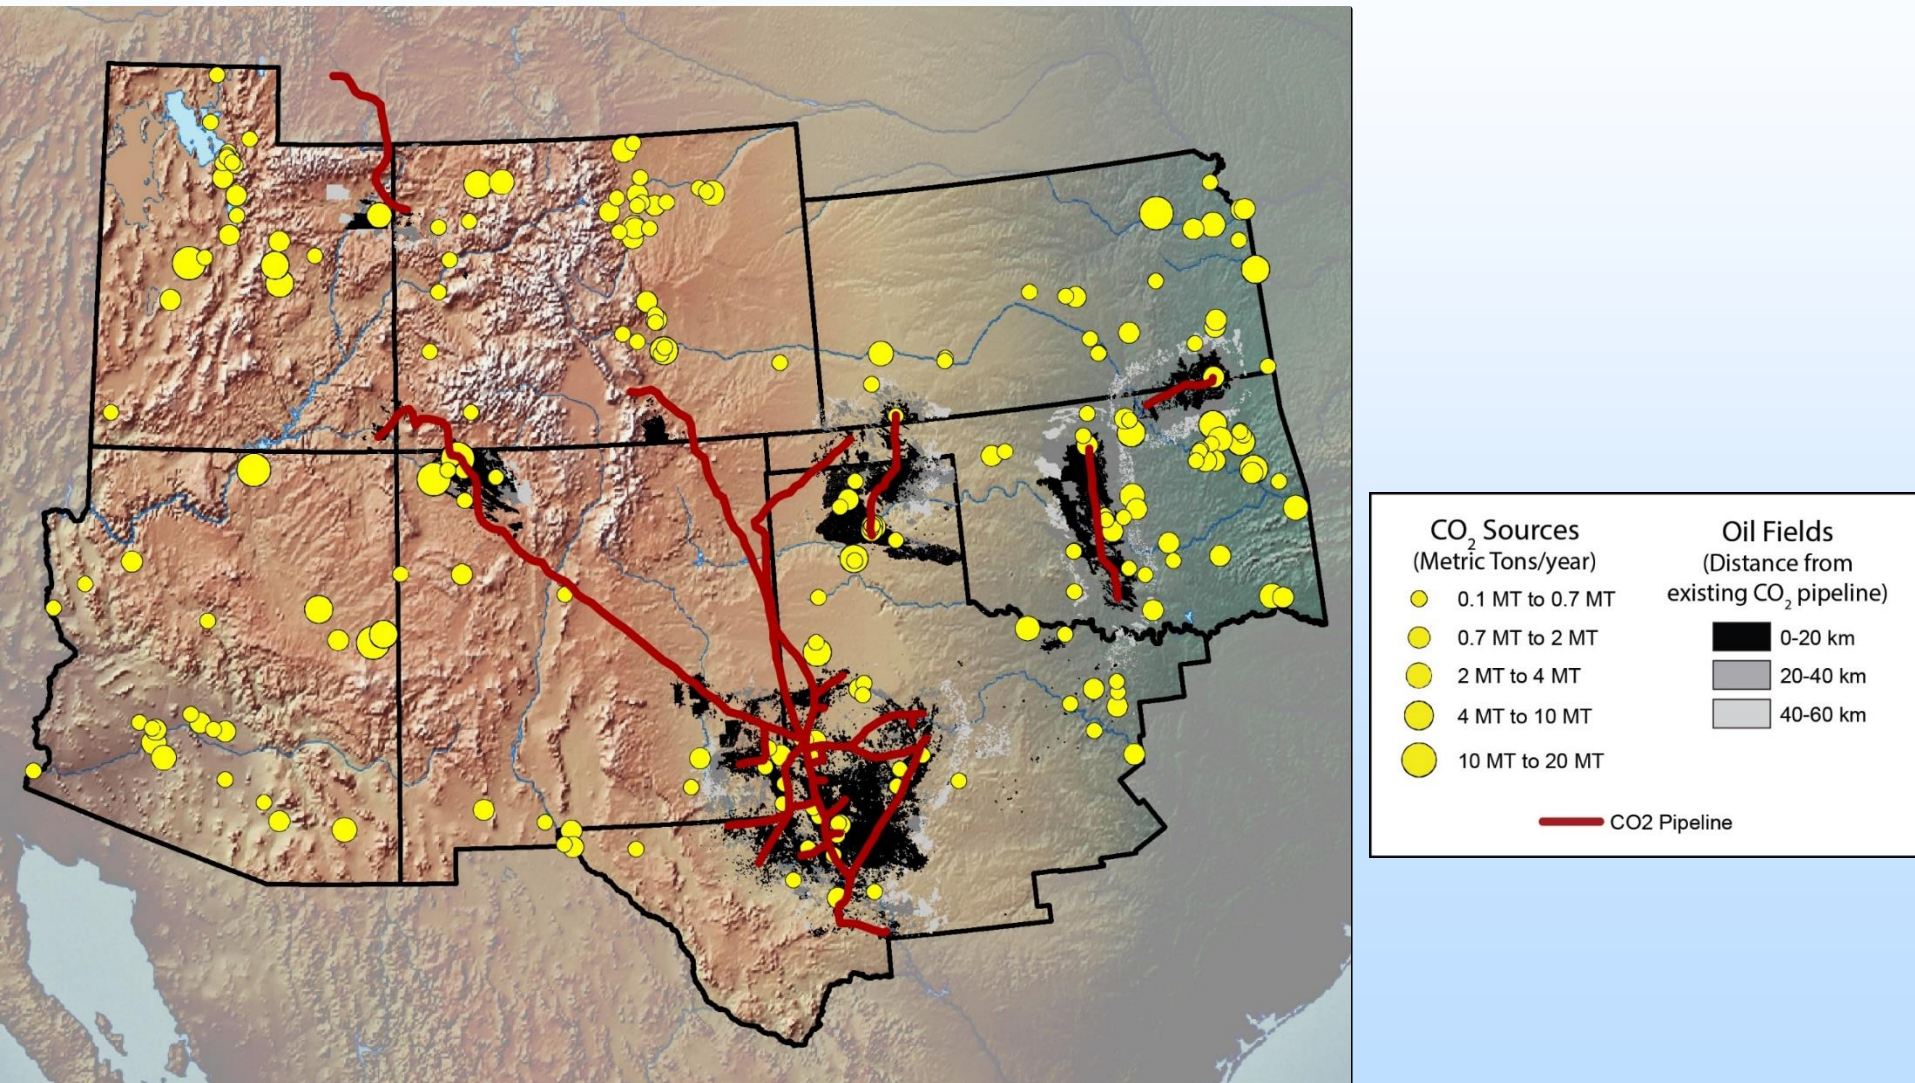 CO₂ Sources
(Metric Tons/year)
0.1 MT to 0.7 MT
0.7 MT to 2 MT
2 MT to 4 MT
4 MT to 10 MT
10 MT to 20 MT
Oil Fields
(Distance from
existing CO₂ pipeline)
0-20 km
20-40 km
40-60 km
CO2 Pipeline